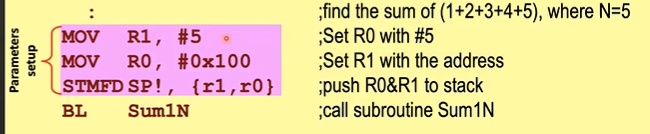 Parameters setup
: ;find the sum of (1+2+3+4+5), where N=5
MOV R1, #5 ;Set R0 with #5
MOV R0, #0x100 ;Set R1 with the address
STMFD SP!, {r1,r0} ;push R0&R1 to stack
BL Sum1N ;call subroutine Sum1N